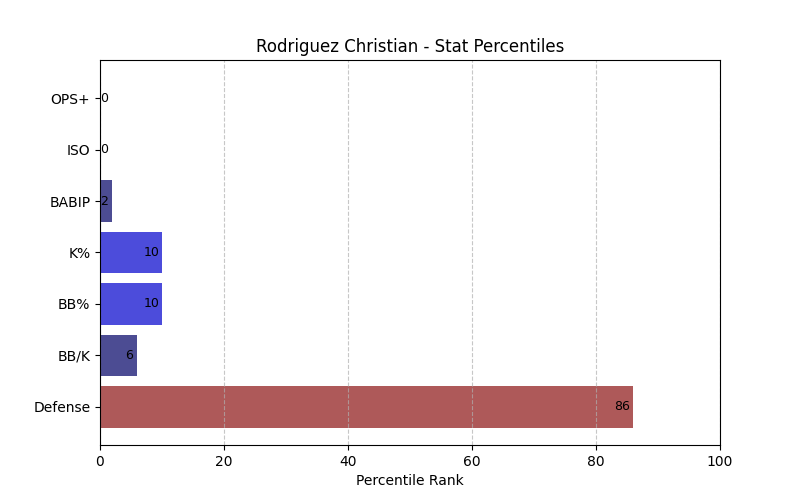 Rodriguez Christian - Stat Percentiles
OPS+ 0
ISO 0
BABIP 2
K% 10
BB% 10
BB/K 6
Defense 86
0 20 40 60 80 100
Percentile Rank